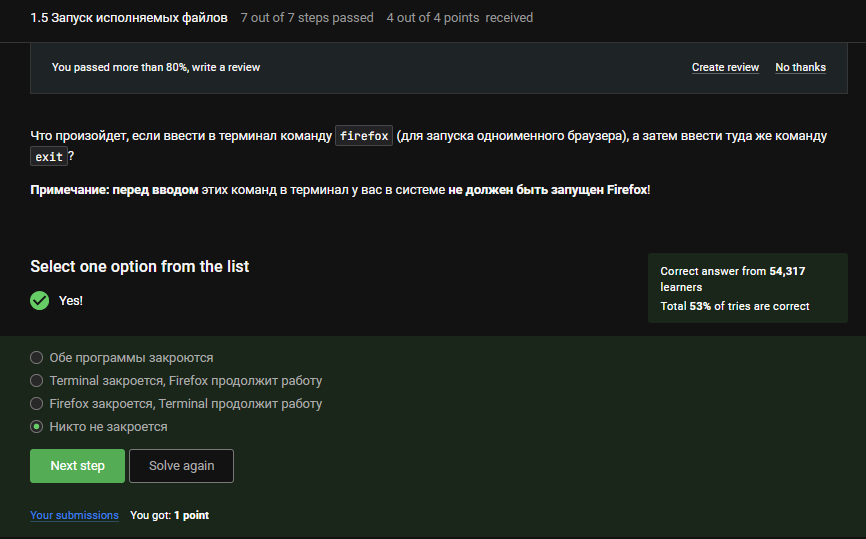 1.5 Запуск исполняемых файлов 7 out of 7 steps passed 4 out of 4 points received
You passed more than 80%, write a review Create review No thanks
Что произойдет, если ввести в терминал команду firefox (для запуска одноименного браузера), а затем ввести туда же команду
exit?
Примечание: перед вводом этих команд в терминал у вас в системе не должен быть запущен Firefox!
Select one option from the list
Yes!
Correct answer from 54,317
learners
Total 53% of tries are correct
Обе программы закроются
Terminal закроется, Firefox продолжит работу
Firefox закроется, Terminal продолжит работу
Никто не закроется
Next step Solve again
Your submissions You got: 1 point